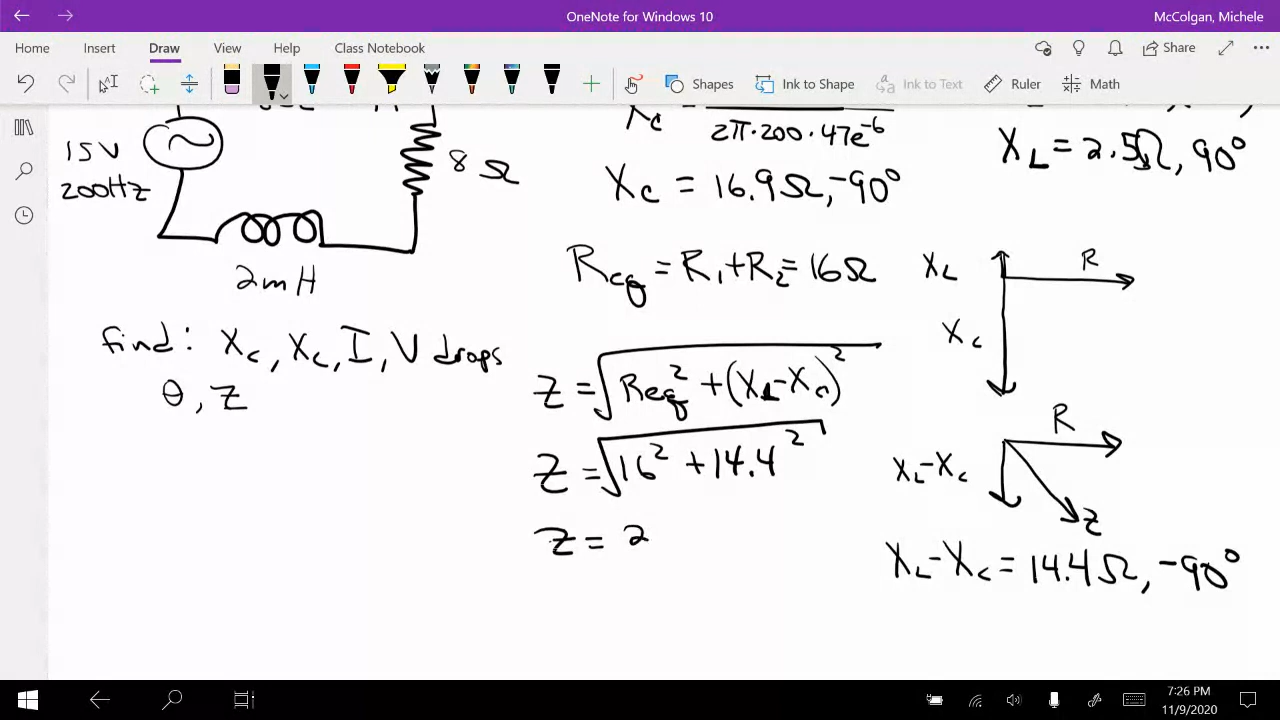 OneNote for Windows 10
McColgan, Michele
Home Insert Draw View Help Class Notebook
Share
Shapes Ink to Shape Ink to Text Ruler Math
15V
200HZ
8 Ω
2mH
find: Xc, Xc, I, V drops
θ, Z
Xc
2π·200·47e⁻⁶
Xc = 16.9Ω, -90°
XL = 2.5Ω, 90°
Req = R₁+R₂ = 16Ω
Z = √Req² + (XL-Xc)²
Z = √16² + 14.4²
Z = 2
XL R
Xc
R
XL-Xc
Z
XL-Xc = 14.4Ω, -90°
7:26 PM
11/9/2020